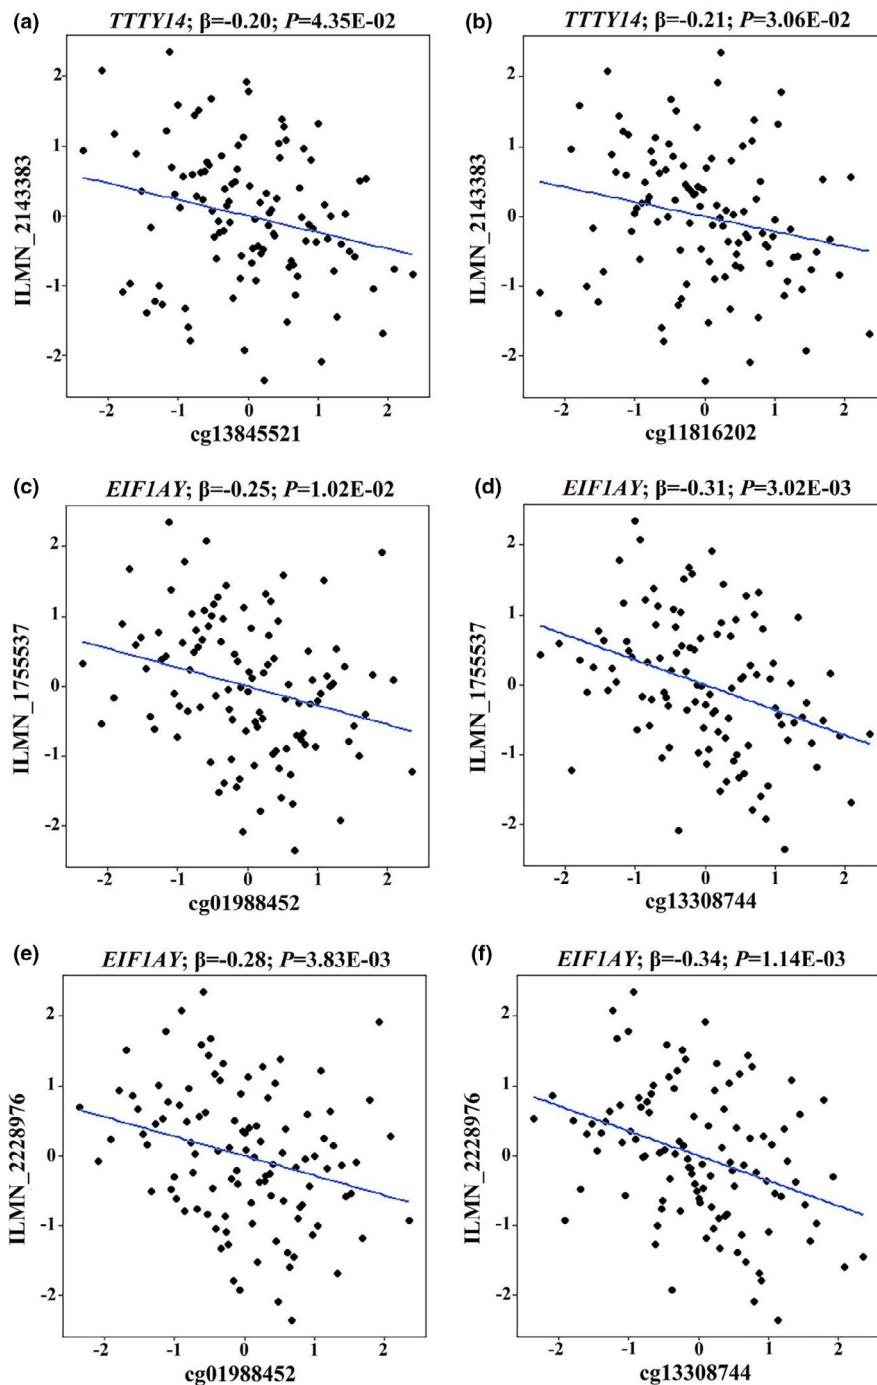 (a) TTTY14; β=-0.20; P=4.35E-02
2
1
0
-1
-2
ILMN_2143383
-2 -1 0 1 2
cg13845521
(b) TTTY14; β=-0.21; P=3.06E-02
2
1
0
-1
-2
ILMN_2143383
-2 -1 0 1 2
cg11816202
(c) EIF1AY; β=-0.25; P=1.02E-02
2
1
0
-1
-2
ILMN_1755537
-2 -1 0 1 2
cg01988452
(d) EIF1AY; β=-0.31; P=3.02E-03
2
1
0
-1
-2
ILMN_1755537
-2 -1 0 1 2
cg13308744
(e) EIF1AY; β=-0.28; P=3.83E-03
2
1
0
-1
-2
ILMN_2228976
-2 -1 0 1 2
cg01988452
(f) EIF1AY; β=-0.34; P=1.14E-03
2
1
0
-1
-2
ILMN_2228976
-2 -1 0 1 2
cg13308744